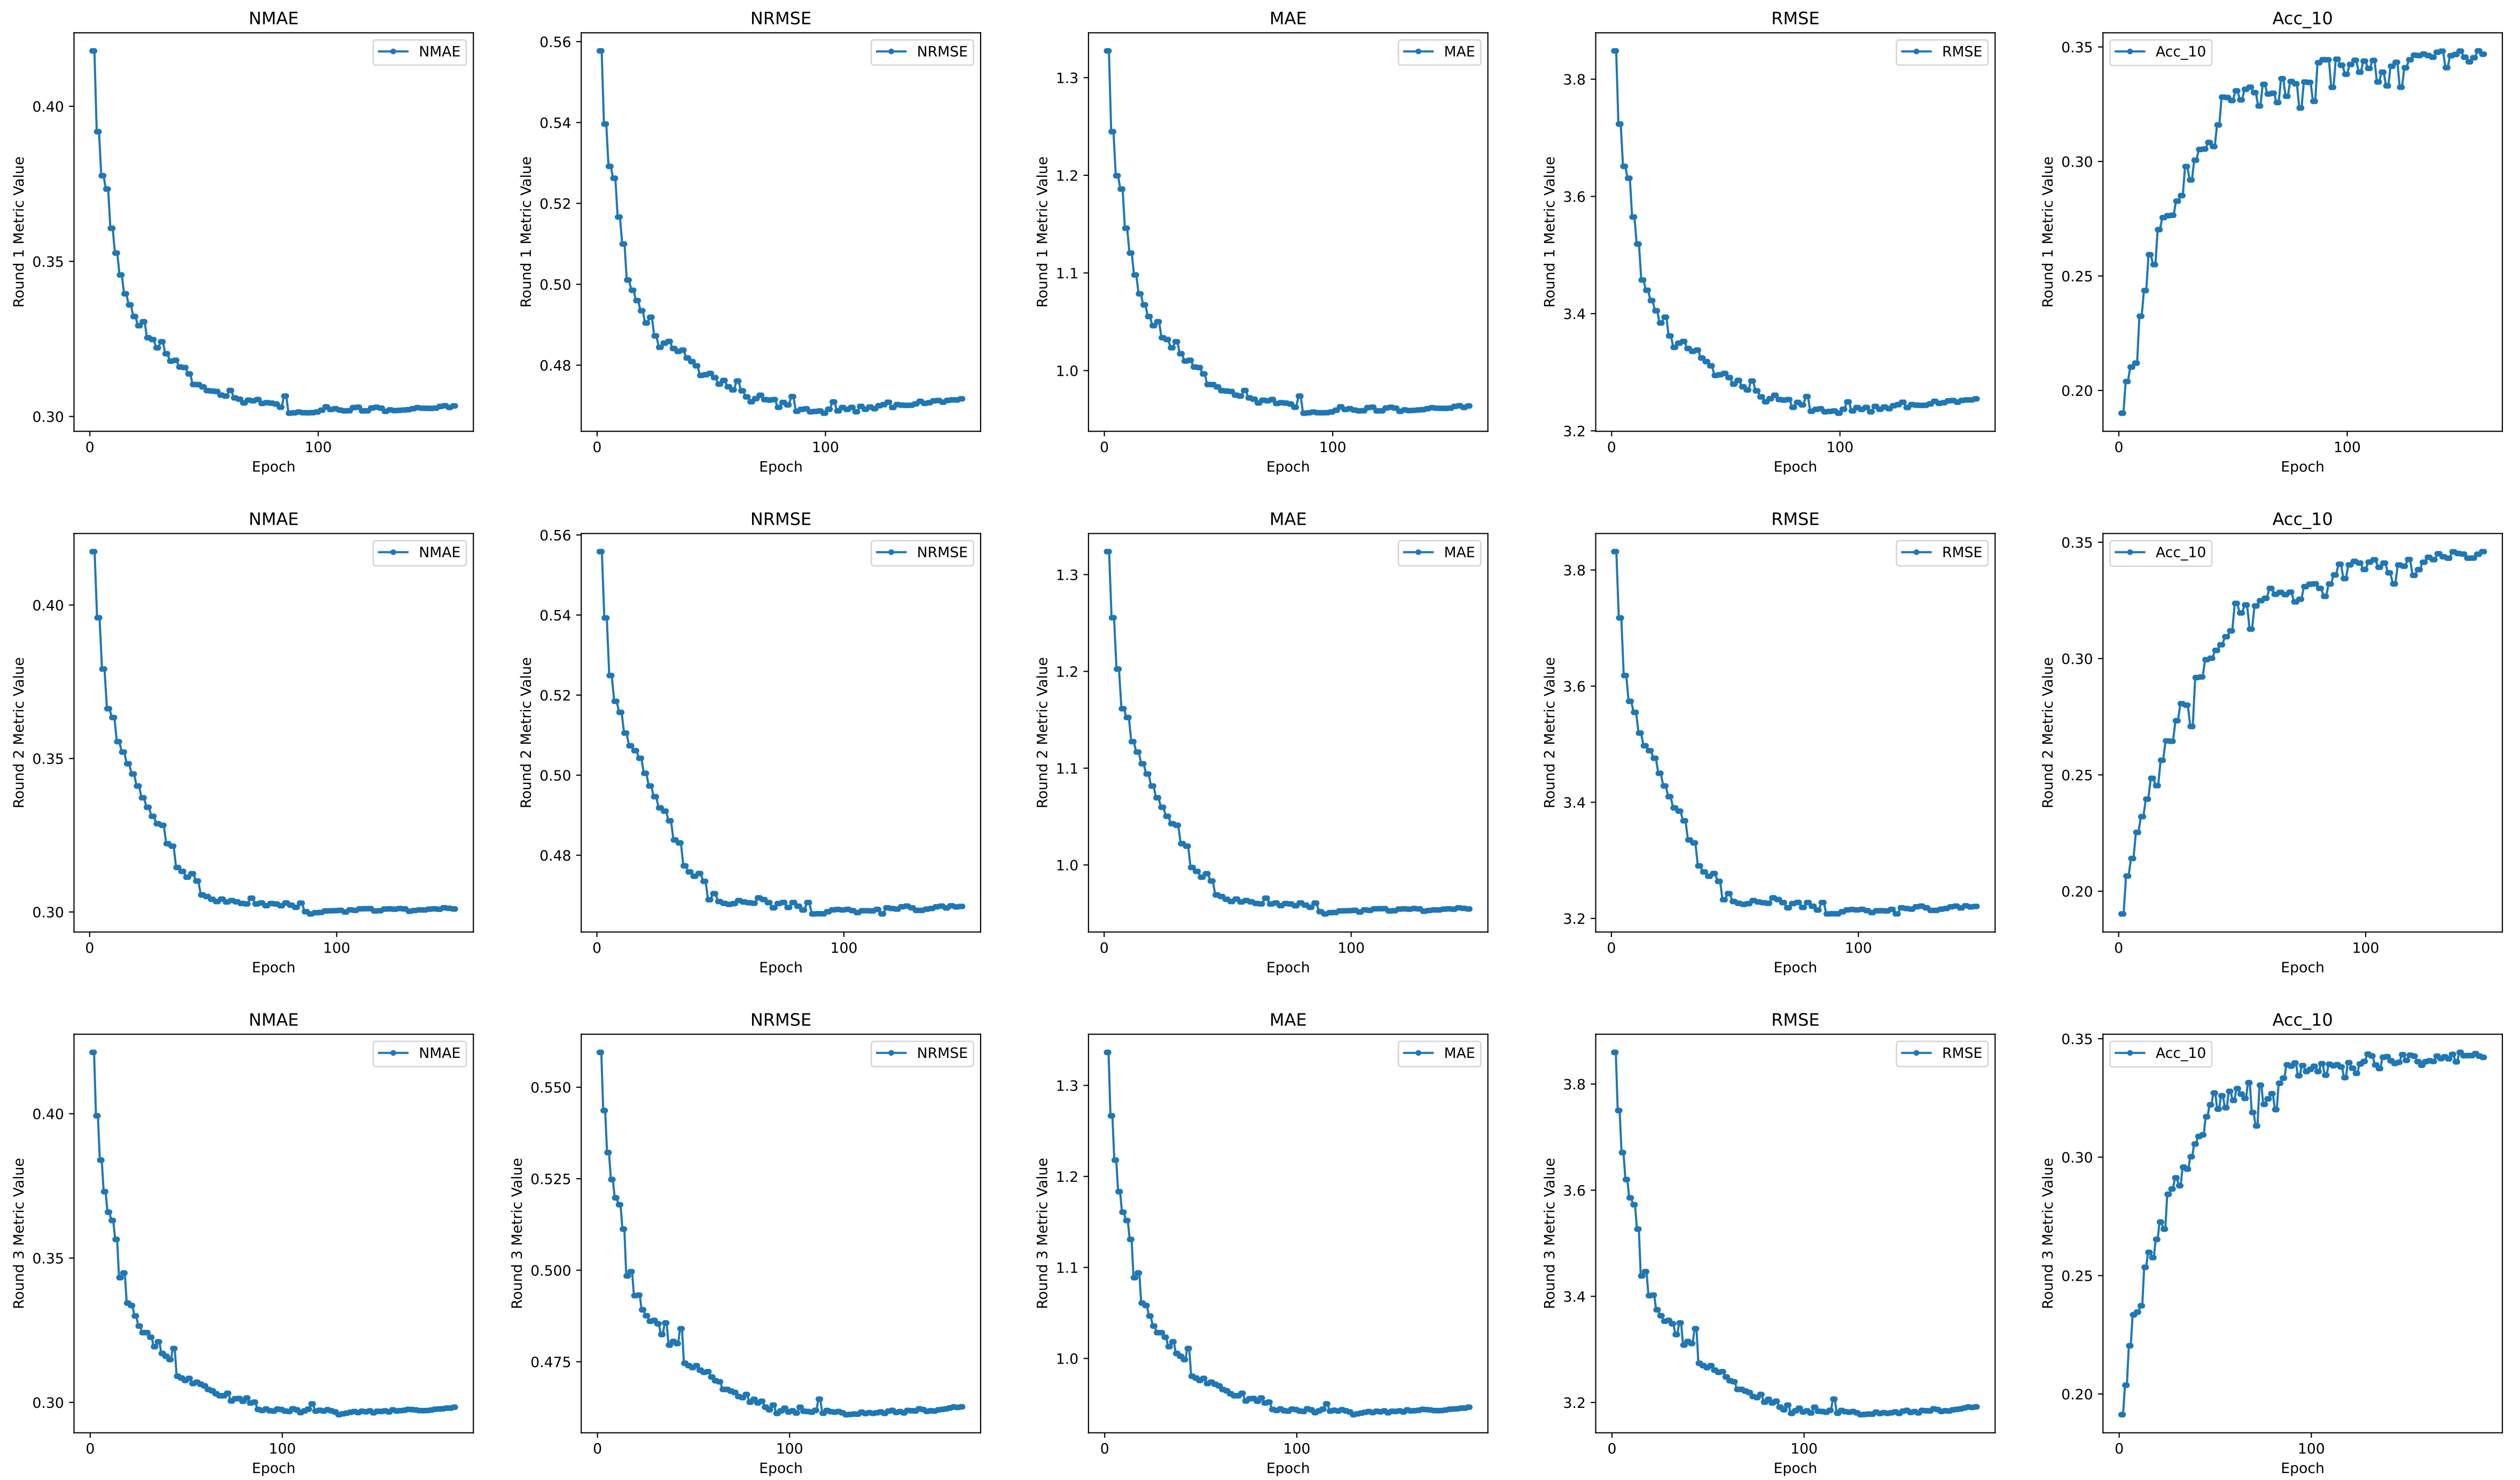 NMAE
NRMSE
MAE
RMSE
Acc_10
Round 1 Metric Value
0.40
0.35
0.30
NMAE
0
100
Epoch
Round 1 Metric Value
0.56
0.54
0.52
0.50
0.48
NRMSE
0
100
Epoch
Round 1 Metric Value
1.3
1.2
1.1
1.0
MAE
0
100
Epoch
Round 1 Metric Value
3.8
3.6
3.4
3.2
RMSE
0
100
Epoch
Round 1 Metric Value
0.35
0.30
0.25
0.20
Acc_10
0
100
Epoch
NMAE
NRMSE
MAE
RMSE
Acc_10
Round 2 Metric Value
0.40
0.35
0.30
NMAE
0
100
Epoch
Round 2 Metric Value
0.56
0.54
0.52
0.50
0.48
NRMSE
0
100
Epoch
Round 2 Metric Value
1.3
1.2
1.1
1.0
MAE
0
100
Epoch
Round 2 Metric Value
3.8
3.6
3.4
3.2
RMSE
0
100
Epoch
Round 2 Metric Value
0.35
0.30
0.25
0.20
Acc_10
0
100
Epoch
NMAE
NRMSE
MAE
RMSE
Acc_10
Round 3 Metric Value
0.40
0.35
0.30
NMAE
0
100
Epoch
Round 3 Metric Value
0.550
0.525
0.500
0.475
NRMSE
0
100
Epoch
Round 3 Metric Value
1.3
1.2
1.1
1.0
MAE
0
100
Epoch
Round 3 Metric Value
3.8
3.6
3.4
3.2
RMSE
0
100
Epoch
Round 3 Metric Value
0.35
0.30
0.25
0.20
Acc_10
0
100
Epoch